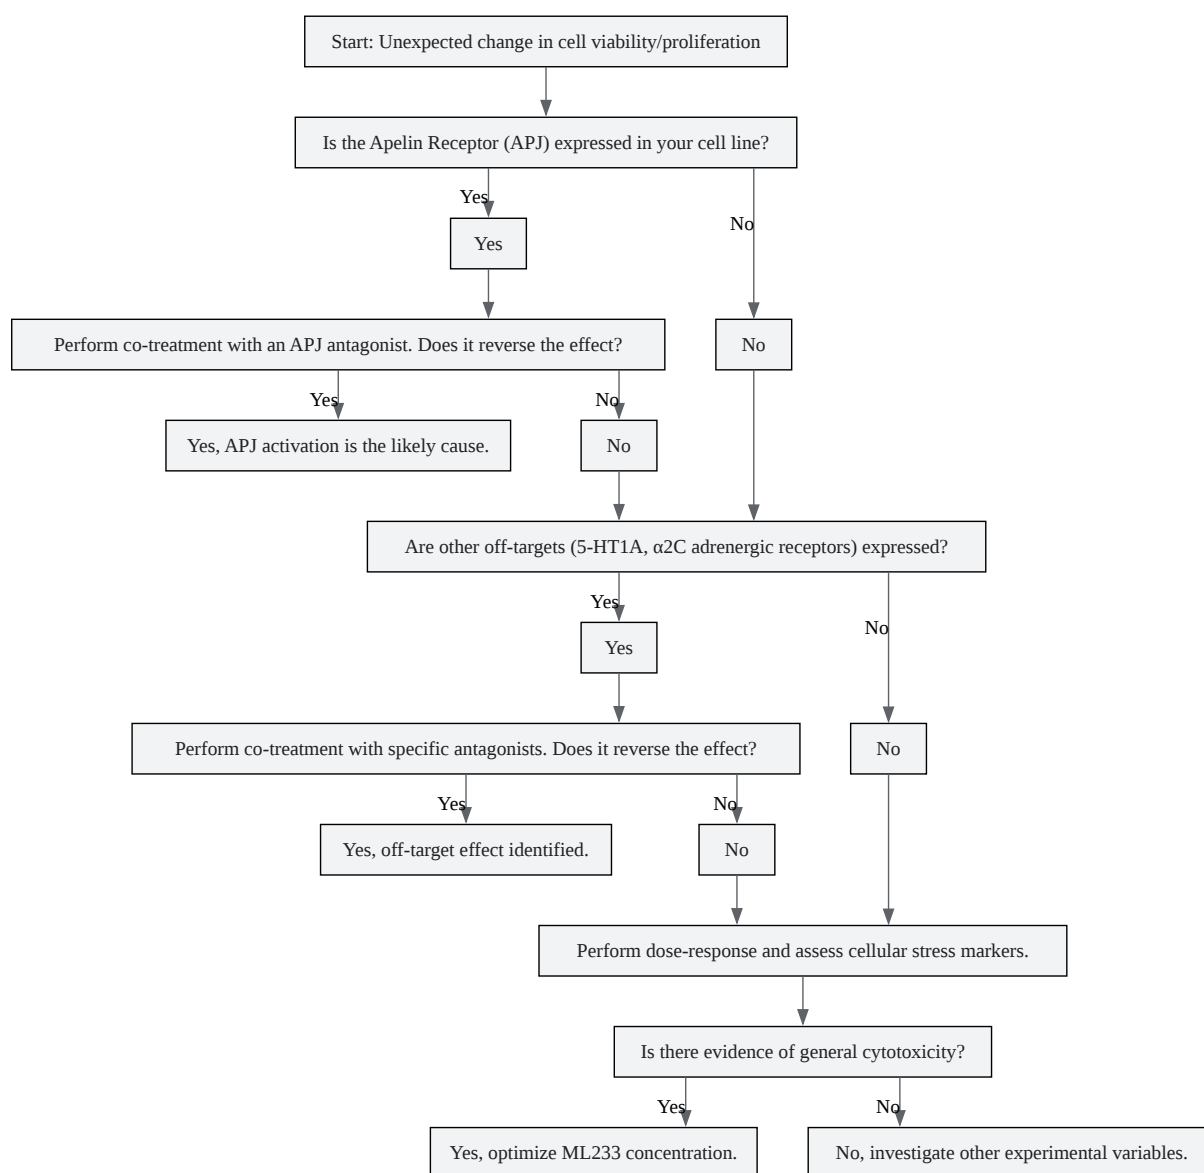 Start: Unexpected change in cell viability/proliferation
Is the Apelin Receptor (APJ) expressed in your cell line?
Yes
No
Yes
Perform co-treatment with an APJ antagonist. Does it reverse the effect?
No
Yes
No
Yes, APJ activation is the likely cause.
No
Are other off-targets (5-HT1A, α2C adrenergic receptors) expressed?
Yes
No
Yes
Perform co-treatment with specific antagonists. Does it reverse the effect?
No
Yes
No
Yes, off-target effect identified.
No
Perform dose-response and assess cellular stress markers.
Is there evidence of general cytotoxicity?
Yes
No
Yes, optimize ML233 concentration.
No, investigate other experimental variables.